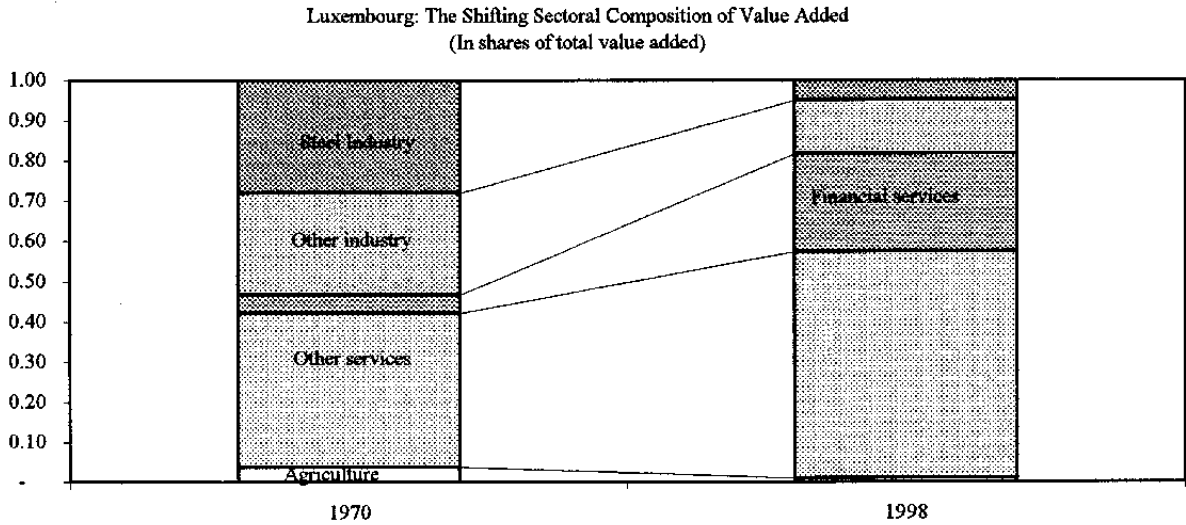 Luxembourg: The Shifting Sectoral Composition of Value Added
(In shares of total value added)
1.00
0.90
0.80
0.70
0.60
0.50
0.40
0.30
0.20
0.10
-
Steel Industry
Other industry
Other services
Agriculture
Financial services
1970
1998